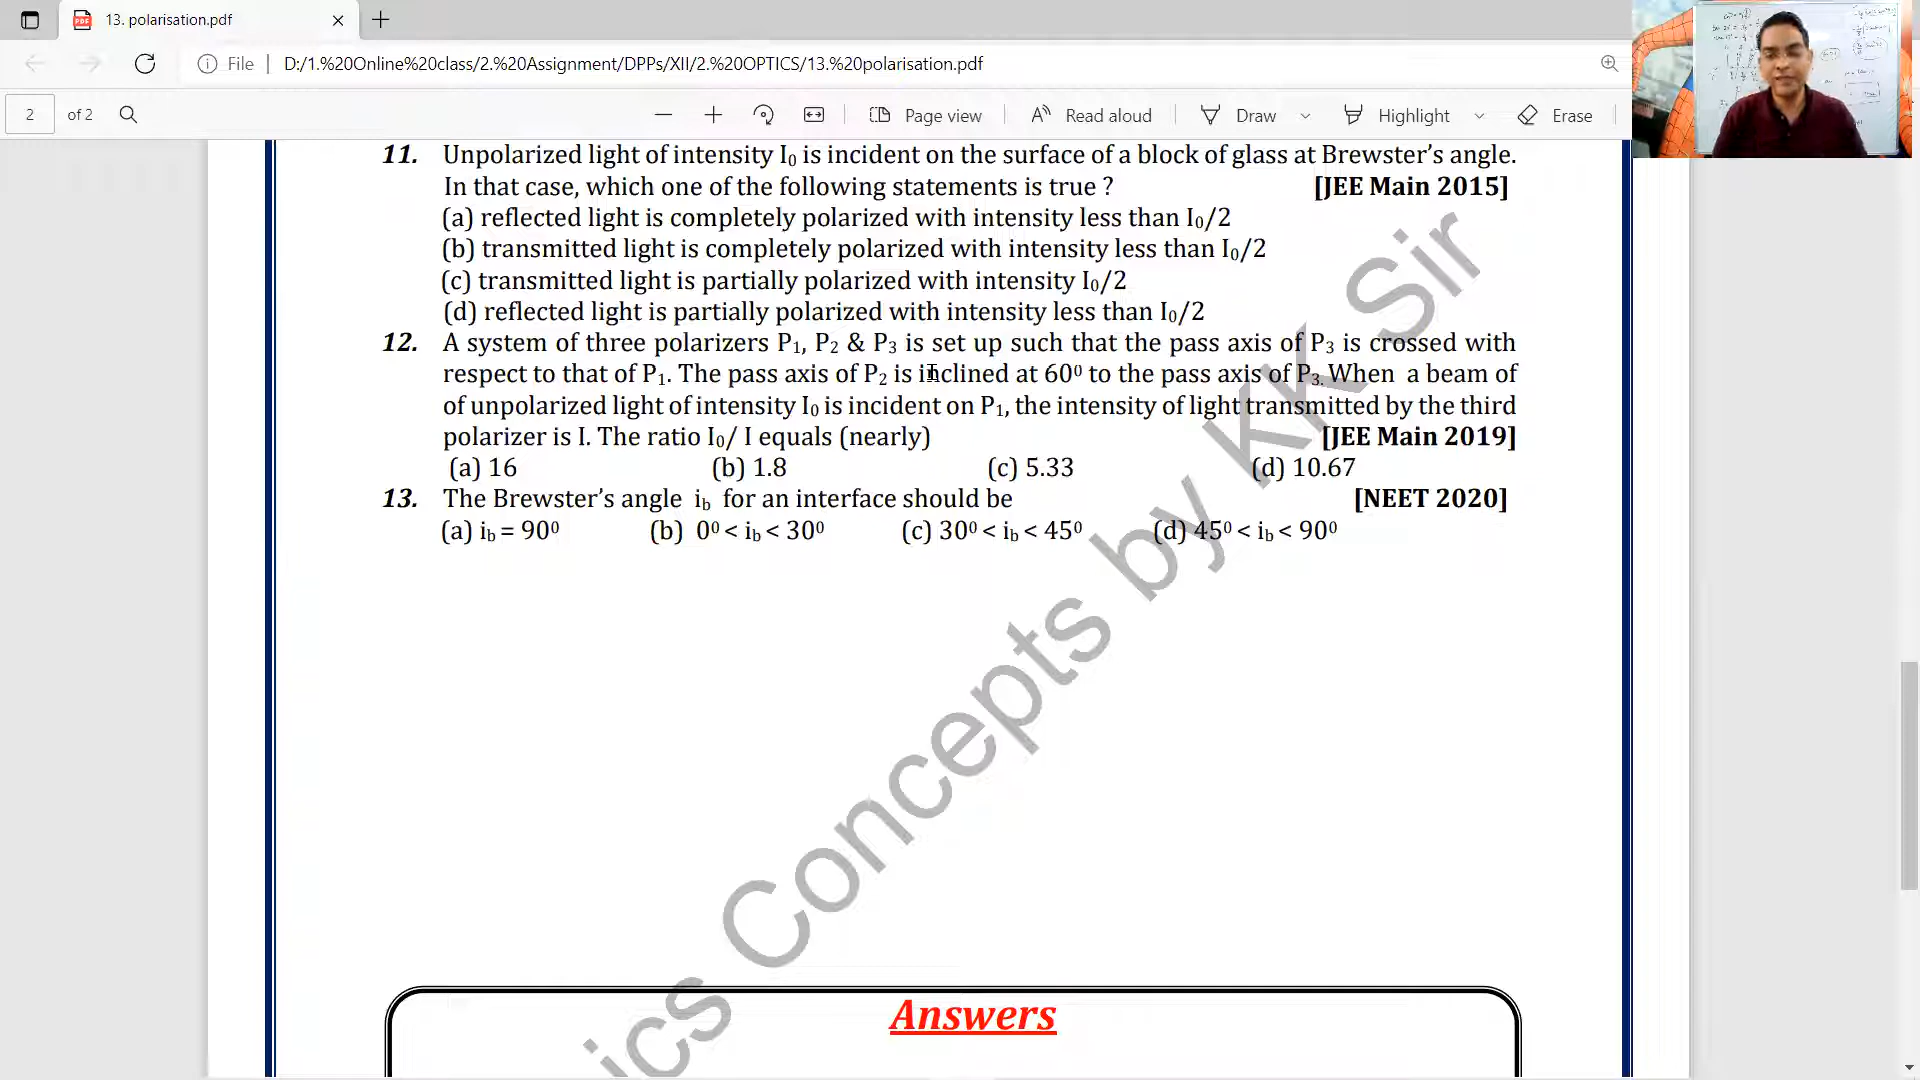 13. polarisation.pdf
File D:/1.%20Online%20class/2.%20Assignment/DPPs/XII/2.%20OPTICS/13.%20polarisation.pdf
2 of 2 Page view Read aloud Draw Highlight Erase
11. Unpolarized light of intensity I₀ is incident on the surface of a block of glass at Brewster’s angle.
In that case, which one of the following statements is true ? [JEE Main 2015]
(a) reflected light is completely polarized with intensity less than I₀/2
(b) transmitted light is completely polarized with intensity less than I₀/2
(c) transmitted light is partially polarized with intensity I₀/2
(d) reflected light is partially polarized with intensity less than I₀/2
12. A system of three polarizers P₁, P₂ & P₃ is set up such that the pass axis of P₃ is crossed with
respect to that of P₁. The pass axis of P₂ is inclined at 60⁰ to the pass axis of P₃. When a beam of
of unpolarized light of intensity I₀ is incident on P₁, the intensity of light transmitted by the third
polarizer is I. The ratio I₀/ I equals (nearly) [JEE Main 2019]
(a) 16 (b) 1.8 (c) 5.33 (d) 10.67
13. The Brewster’s angle i_b for an interface should be [NEET 2020]
(a) i_b = 90⁰ (b) 0⁰ < i_b < 30⁰ (c) 30⁰ < i_b < 45⁰ (d) 45⁰ < i_b < 90⁰
ics Concepts by KK Sir
Answers